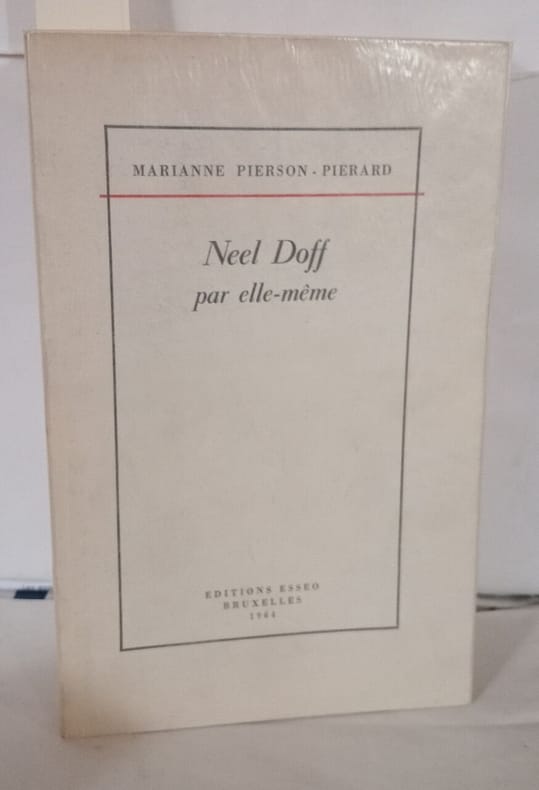 MARIANNE PIERSON - PIERARD
Neel Doff
par elle-même
EDITIONS ESSEO
BRUXELLES
1964